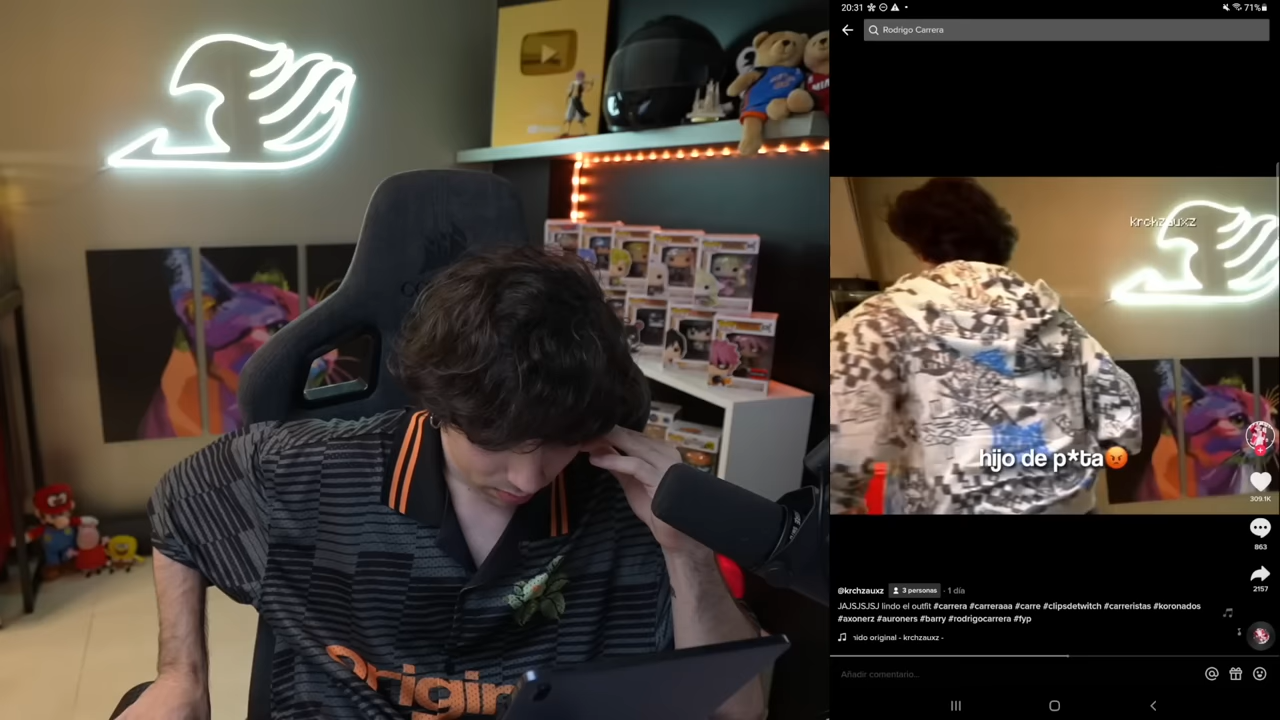 Origin
20:31
71%
Rodrigo Carrera
krchzauxz
hijo de p*ta😡
309.1K
863
2157
@krchzauxz 3 personas · 1 día
JAJSJSJSJ lindo el outfit #carrera #carreraaa #carre #clipsdetwitch #carreristas #koronados
#axonerz #auroners #barry #rodrigocarrera #fyp
nido original - krchzauxz -
Añadir comentario...